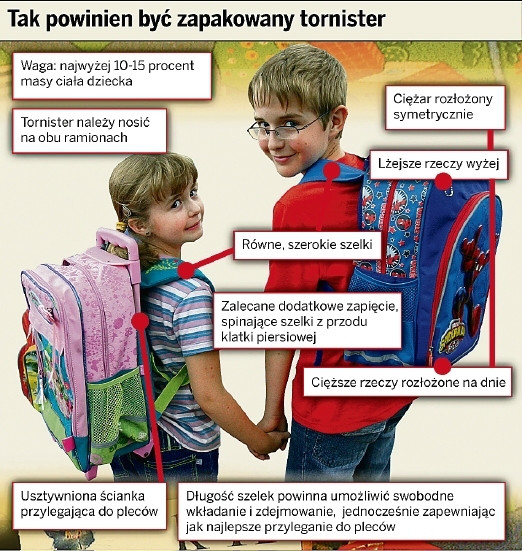 Tak powinien być zapakowany tornister
Waga: najwyżej 10-15 procent
masy ciała dziecka
Tornister należy nosić
na obu ramionach
Ciężar rozłożony
symetrycznie
Lżejsze rzeczy wyżej
Równe, szerokie szelki
Zalecane dodatkowe zapięcie,
spinające szelki z przodu
klatki piersiowej
Cięższe rzeczy rozłożone na dnie
Usztywniona ścianka
przylegająca do pleców
Długość szelek powinna umożliwić swobodne
wkładanie i zdejmowanie, jednocześnie zapewniając
jak najlepsze przyleganie do pleców